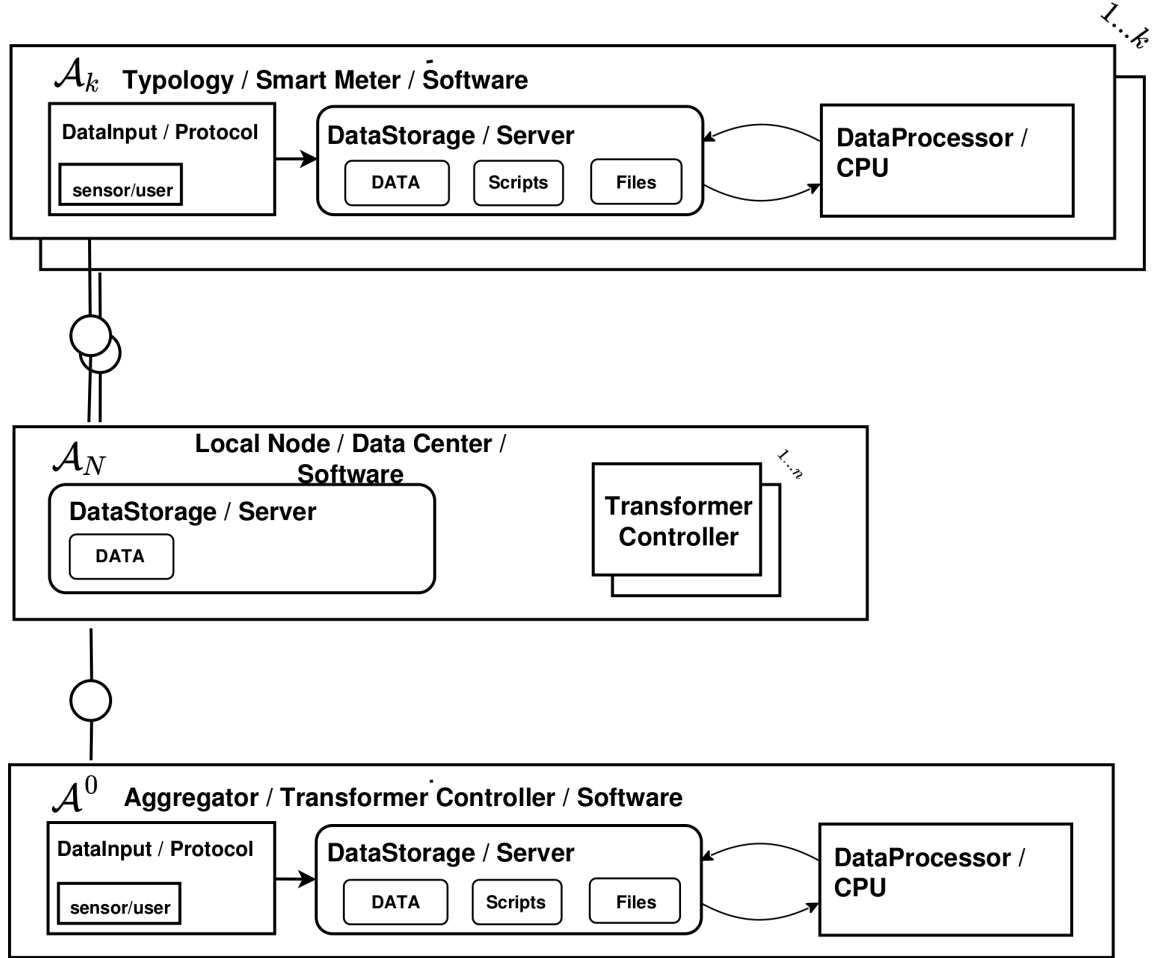 1...k
𝒜ₖ Typology / Smart Meter / Software
DataInput / Protocol
sensor/user
DataStorage / Server
DATA Scripts Files
DataProcessor /
CPU
𝒜_N Local Node / Data Center /
Software
DataStorage / Server
DATA
1...n
Transformer
Controller
𝒜⁰ Aggregator / Transformer Controller / Software
DataInput / Protocol
sensor/user
DataStorage / Server
DATA Scripts Files
DataProcessor /
CPU